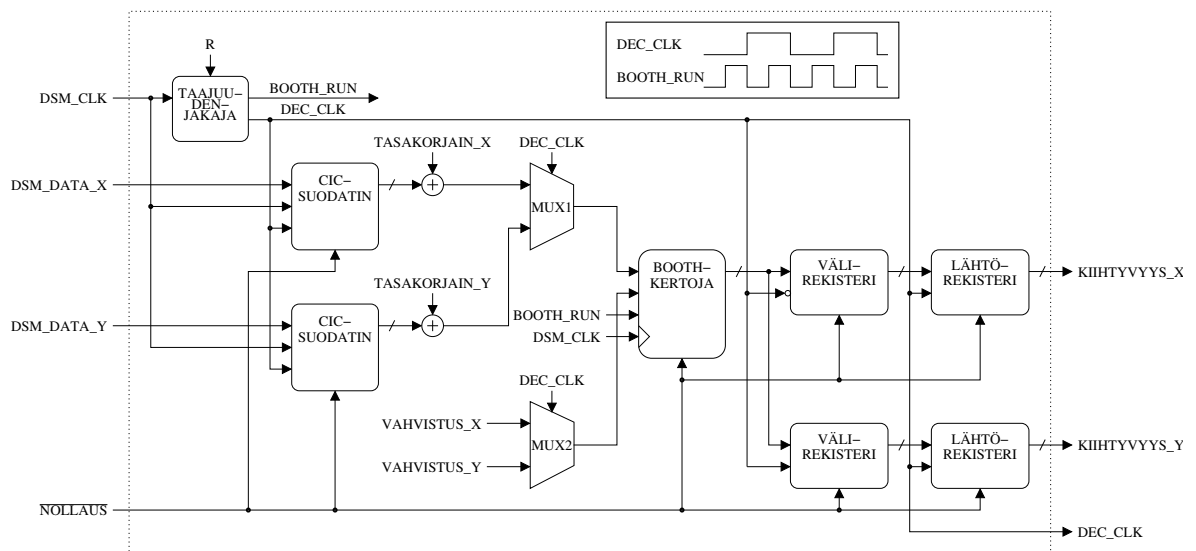 R
DEC_CLK
BOOTH_RUN
DSM_CLK
TAAJUU−
DEN−
JAKAJA
BOOTH_RUN
DEC_CLK
TASAKORJAIN_X
DEC_CLK
DSM_DATA_X
CIC−
SUODATIN
+
MUX1
BOOTH−
KERTOJA
VÄLI−
REKISTERI
LÄHTÖ−
REKISTERI
KIIHTYVYYS_X
TASAKORJAIN_Y
DSM_DATA_Y
CIC−
SUODATIN
+
BOOTH_RUN
DSM_CLK
DEC_CLK
VAHVISTUS_X
MUX2
VAHVISTUS_Y
VÄLI−
REKISTERI
LÄHTÖ−
REKISTERI
KIIHTYVYYS_Y
NOLLAUS
DEC_CLK